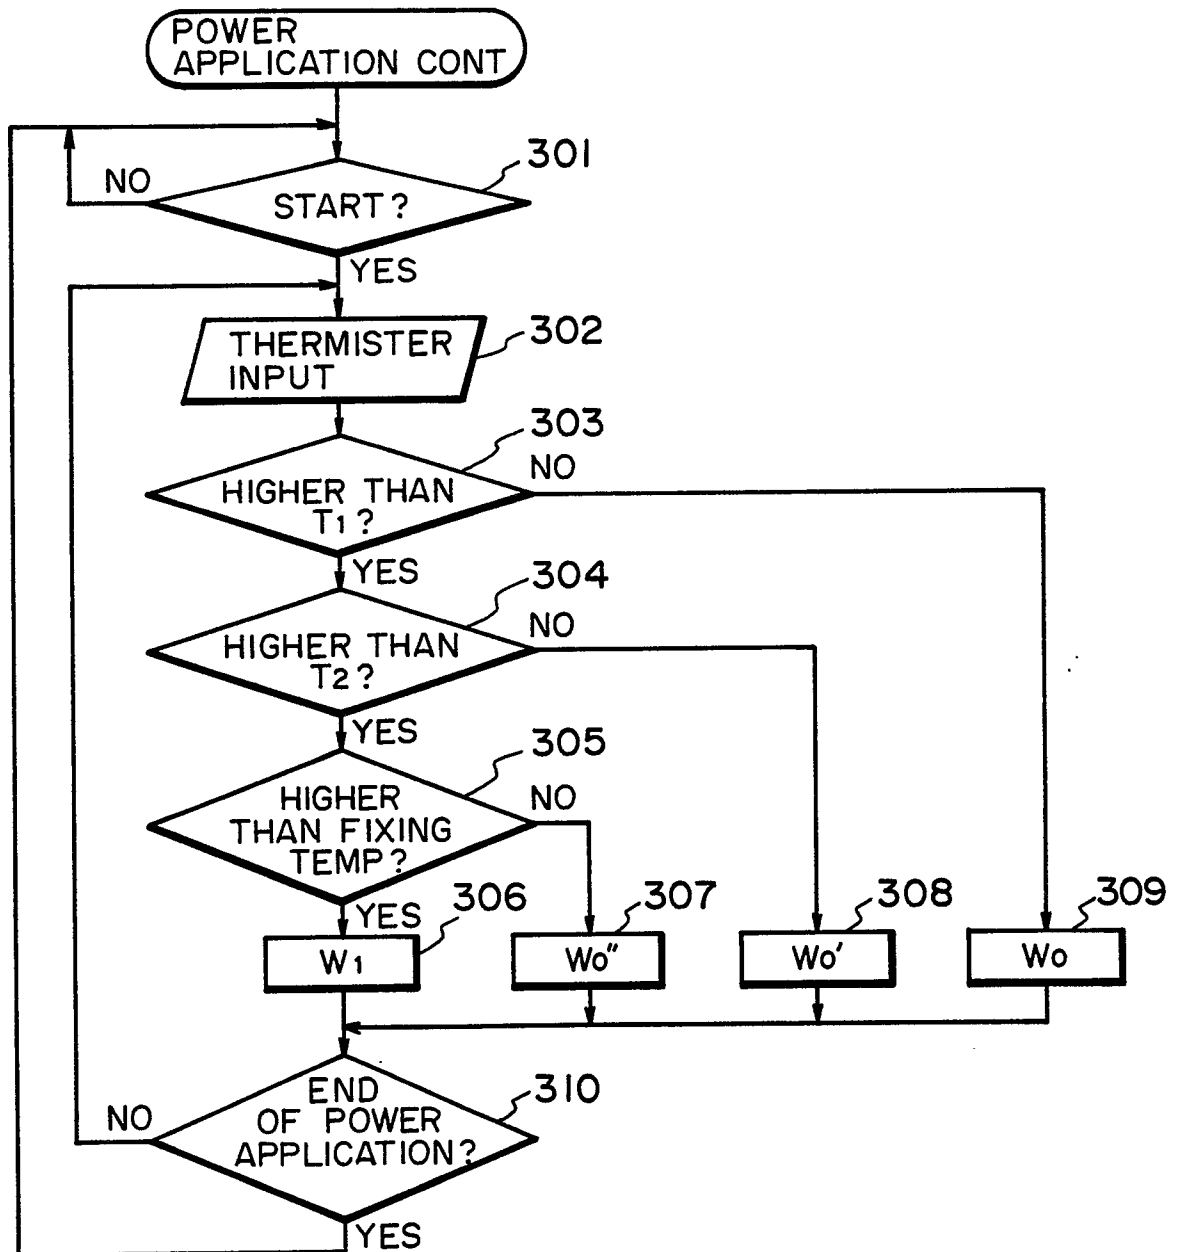 POWER
APPLICATION CONT
301
NO
START?
YES
302
THERMISTER
INPUT
303
NO
HIGHER THAN
T1?
YES
304
NO
HIGHER THAN
T2?
YES
305
NO
HIGHER
THAN FIXING
TEMP?
YES
306
307
308
309
W1
Wo"
Wo'
Wo
310
NO
END
OF POWER
APPLICATION?
YES